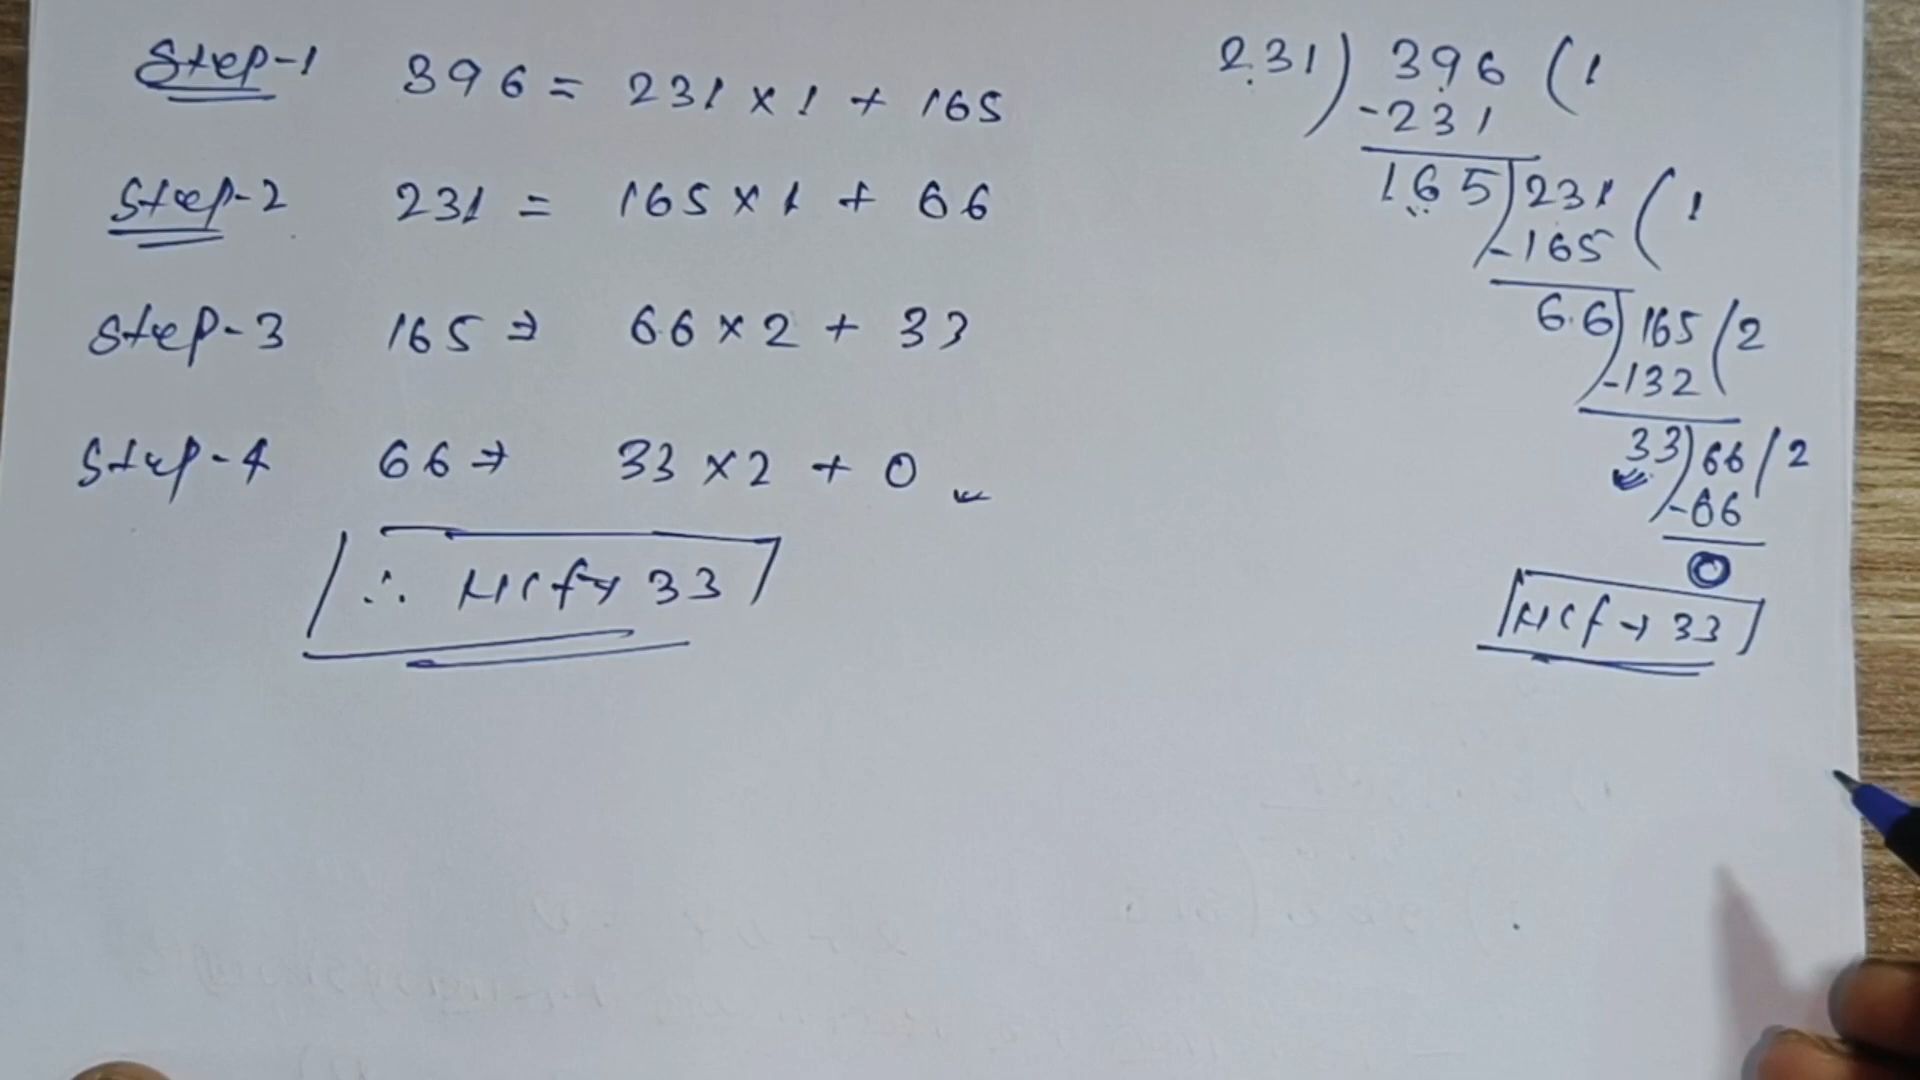 Step-1 396 = 231 × 1 + 165
Step-2 231 = 165 × 1 + 66
Step-3 165 ⇒ 66 × 2 + 33
Step-4 66 ⇒ 33 × 2 + 0
∴ HCf → 33
231 ) 396 ( 1
-231
165 ) 231 ( 1
-165
66 ) 165 ( 2
-132
33 ) 66 ( 2
-66
0
HCf → 33